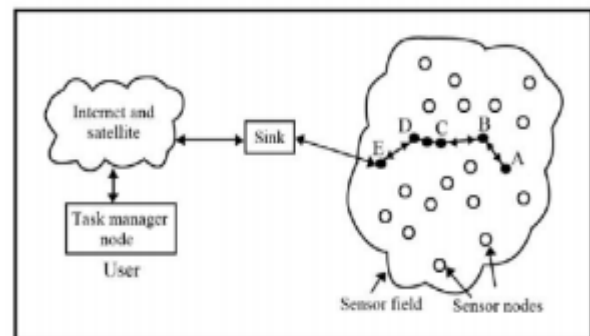 Internet and
satellite
Sink
Task manager
node
User
D
C
B
A
E
Sensor field
Sensor nodes